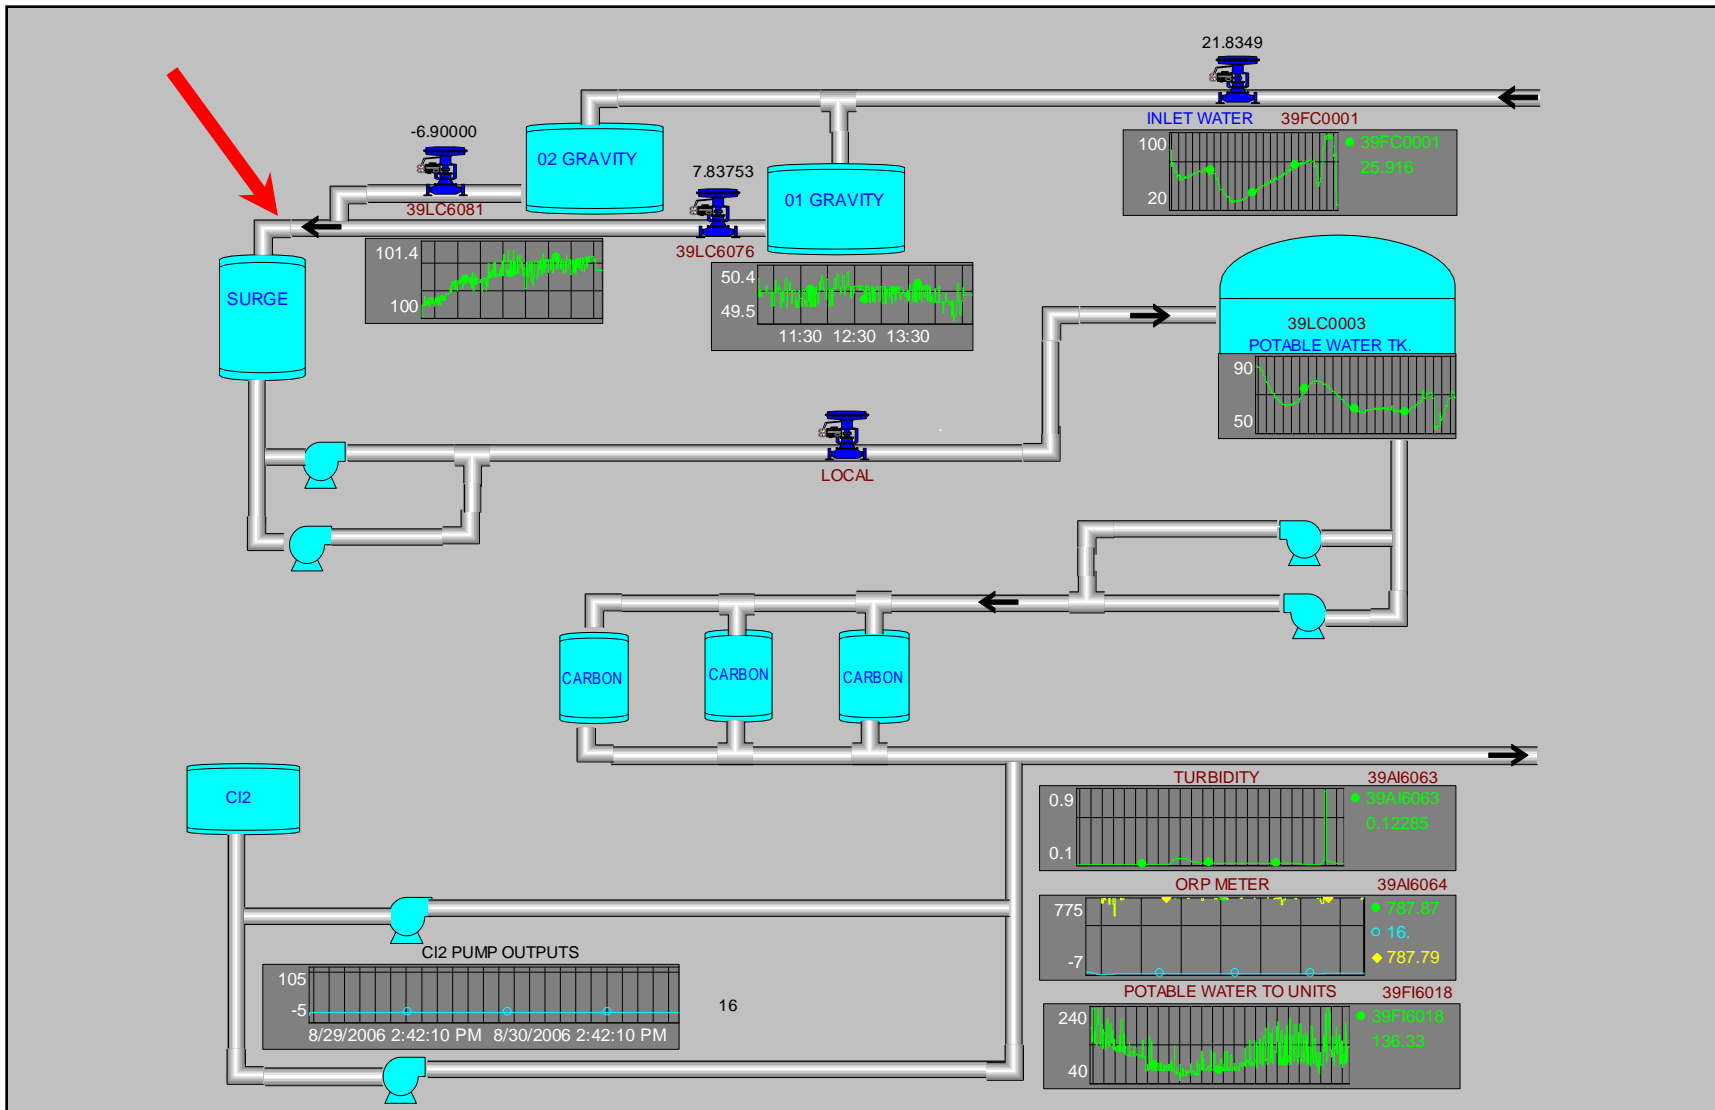 21.8349
INLET WATER 39FC0001
100
20
39FC0001
25.916
-6.90000
02 GRAVITY
39LC6081
7.83753
01 GRAVITY
39LC6076
101.4
100
50.4
49.5
11:30 12:30 13:30
SURGE
39LC0003
POTABLE WATER TK.
90
50
LOCAL
CARBON
CARBON
CARBON
Cl2
TURBIDITY 39AI6063
0.9
0.1
39AI6063
0.12285
ORP METER 39AI6064
775
-7
787.87
16.
787.79
Cl2 PUMP OUTPUTS
105
-5
8/29/2006 2:42:10 PM 8/30/2006 2:42:10 PM
16
POTABLE WATER TO UNITS 39FI6018
240
40
39FI6018
136.33